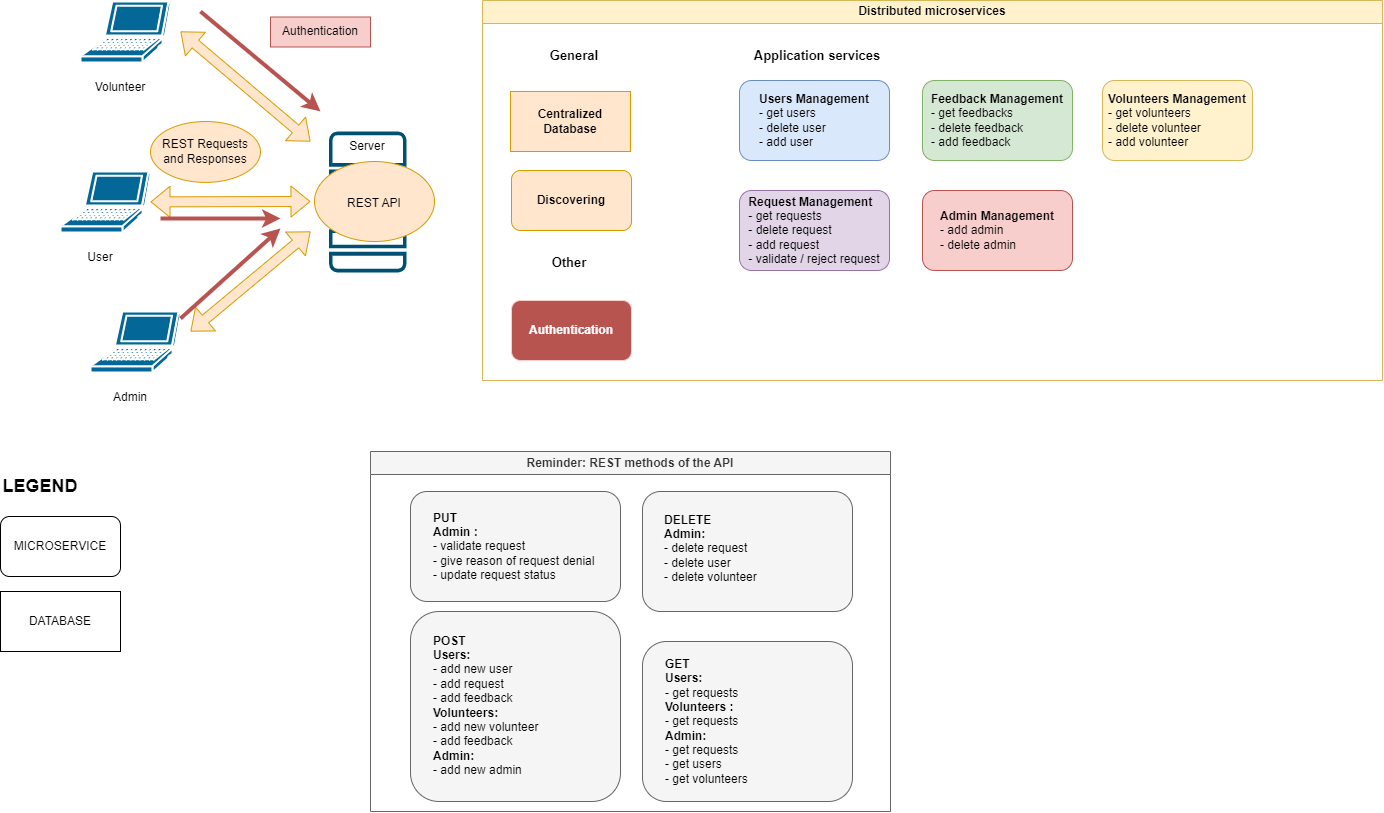 Volunteer
Authentication
REST Requests
and Responses
Server
REST API
User
Admin
Distributed microservices
General
Application services
Centralized
Database
Discovering
Other
Authentication
Users Management
- get users
- delete user
- add user
Feedback Management
- get feedbacks
- delete feedback
- add feedback
Volunteers Management
- get volunteers
- delete volunteer
- add volunteer
Request Management
- get requests
- delete request
- add request
- validate / reject request
Admin Management
- add admin
- delete admin
LEGEND
MICROSERVICE
DATABASE
Reminder: REST methods of the API
PUT
Admin :
- validate request
- give reason of request denial
- update request status
DELETE
Admin:
- delete request
- delete user
- delete volunteer
POST
Users:
- add new user
- add request
- add feedback
Volunteers:
- add new volunteer
- add feedback
Admin:
- add new admin
GET
Users:
- get requests
Volunteers :
- get requests
Admin:
- get requests
- get users
- get volunteers